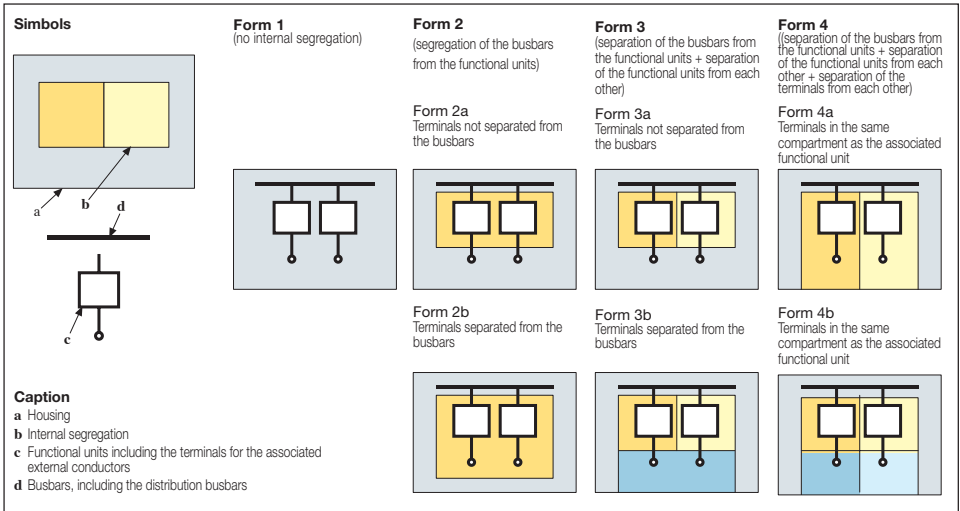 Simbols
a
b
d
c
Caption
a Housing
b Internal segregation
c Functional units including the terminals for the associated
external conductors
d Busbars, including the distribution busbars
Form 1
(no internal segregation)
Form 2
(segregation of the busbars
from the functional units)
Form 2a
Terminals not separated from
the busbars
Form 2b
Terminals separated from the
busbars
Form 3
(separation of the busbars from
the functional units + separation
of the functional units from each
other)
Form 3a
Terminals not separated from the
busbars
Form 3b
Terminals separated from the
busbars
Form 4
((separation of the busbars from
the functional units + separation
of the functional units from each
other + separation of the
terminals from each other)
Form 4a
Terminals in the same
compartment as the associated
functional unit
Form 4b
Terminals in the same
compartment as the associated
functional unit